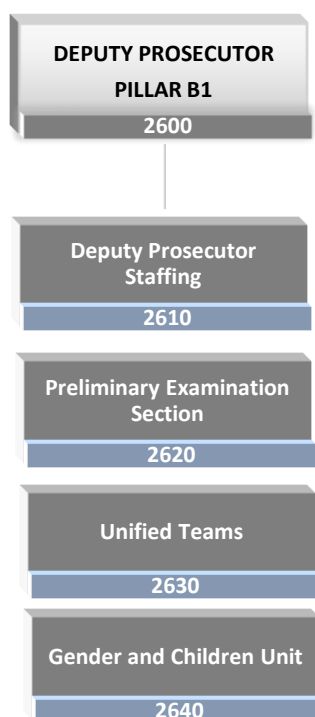 DEPUTY PROSECUTOR
PILLAR B1
2600
Deputy Prosecutor
Staffing
2610
Preliminary Examination
Section
2620
Unified Teams
2630
Gender and Children Unit
2640